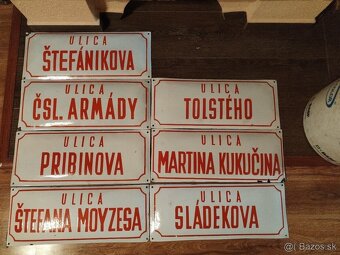 ULICA
ŠTEFÁNIKOVA
ULICA
ČSL. ARMÁDY
ULICA
PRIBINOVA
ULICA
ŠTEFANA MOYZESA
ULICA
TOLSTÉHO
ULICA
MARTINA KUKUČINA
ULICA
SLÁDEKOVA
© Bazos.sk